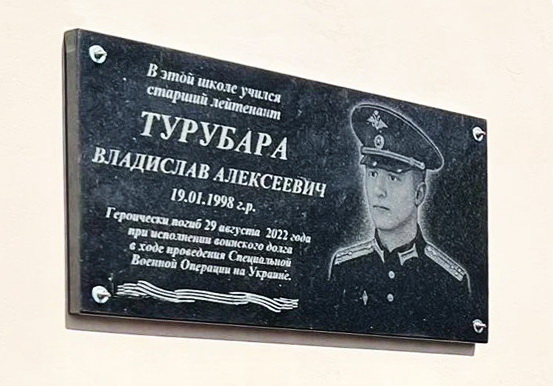 В этой школе учился
старший лейтенант
ТУРУБАРА
ВЛАДИСЛАВ АЛЕКСЕЕВИЧ
19.01.1998 г.р.
Героически погиб 29 августа 2022 года
при исполнении воинского долга
в ходе проведения Специальной
Военной Операции на Украине.